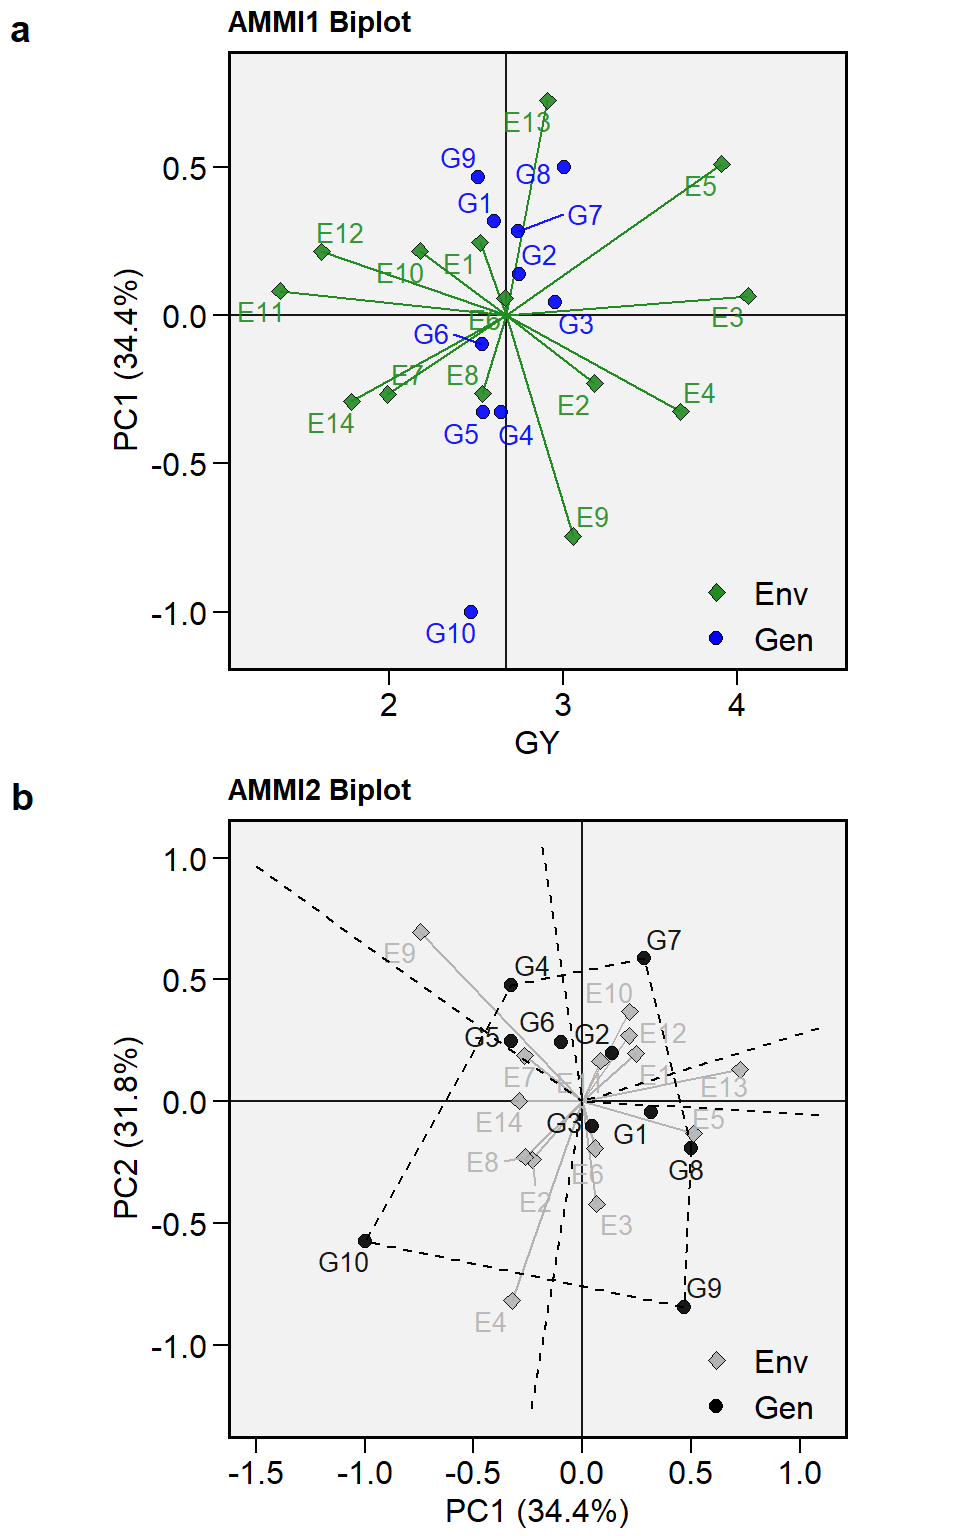 a
AMMI1 Biplot
E13
G9
G8
E5
0.5
G1
G7
E12
G2
E1
E10
E11
PC1 (34.4%)
0.0
E6
G3
E3
G6
E7
E8
E2
E4
E14
G5
G4
-0.5
E9
Env
-1.0
G10
Gen
2
3
4
GY
b
AMMI2 Biplot
1.0
G7
E9
G4
0.5
E10
G5
G6
G2
E12
E7
E11
E1
E13
PC2 (31.8%)
0.0
E14
G3
G1
E5
E8
E6
G8
E2
E3
-0.5
G10
G9
E4
-1.0
Env
Gen
-1.5
-1.0
-0.5
0.0
0.5
1.0
PC1 (34.4%)